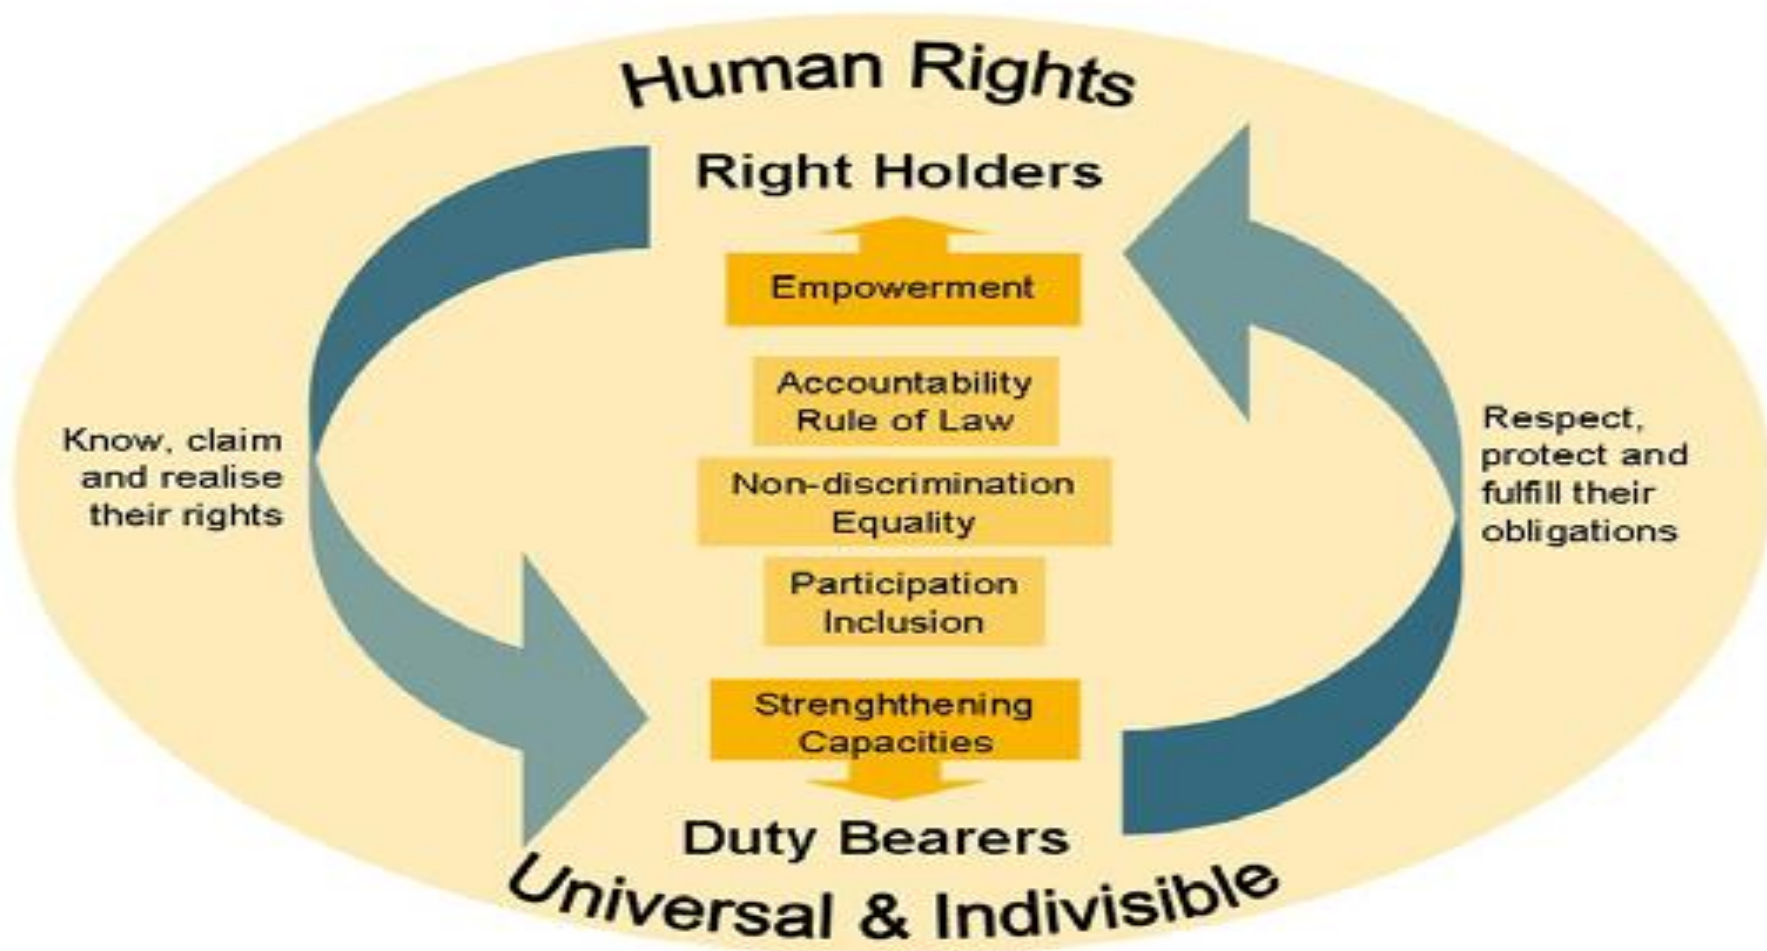 Human Rights
Right Holders
Empowerment
Accountability
Rule of Law
Non-discrimination
Equality
Participation
Inclusion
Strenghthening
Capacities
Duty Bearers
Universal & Indivisible
Know, claim
and realise
their rights
Respect,
protect and
fulfill their
obligations